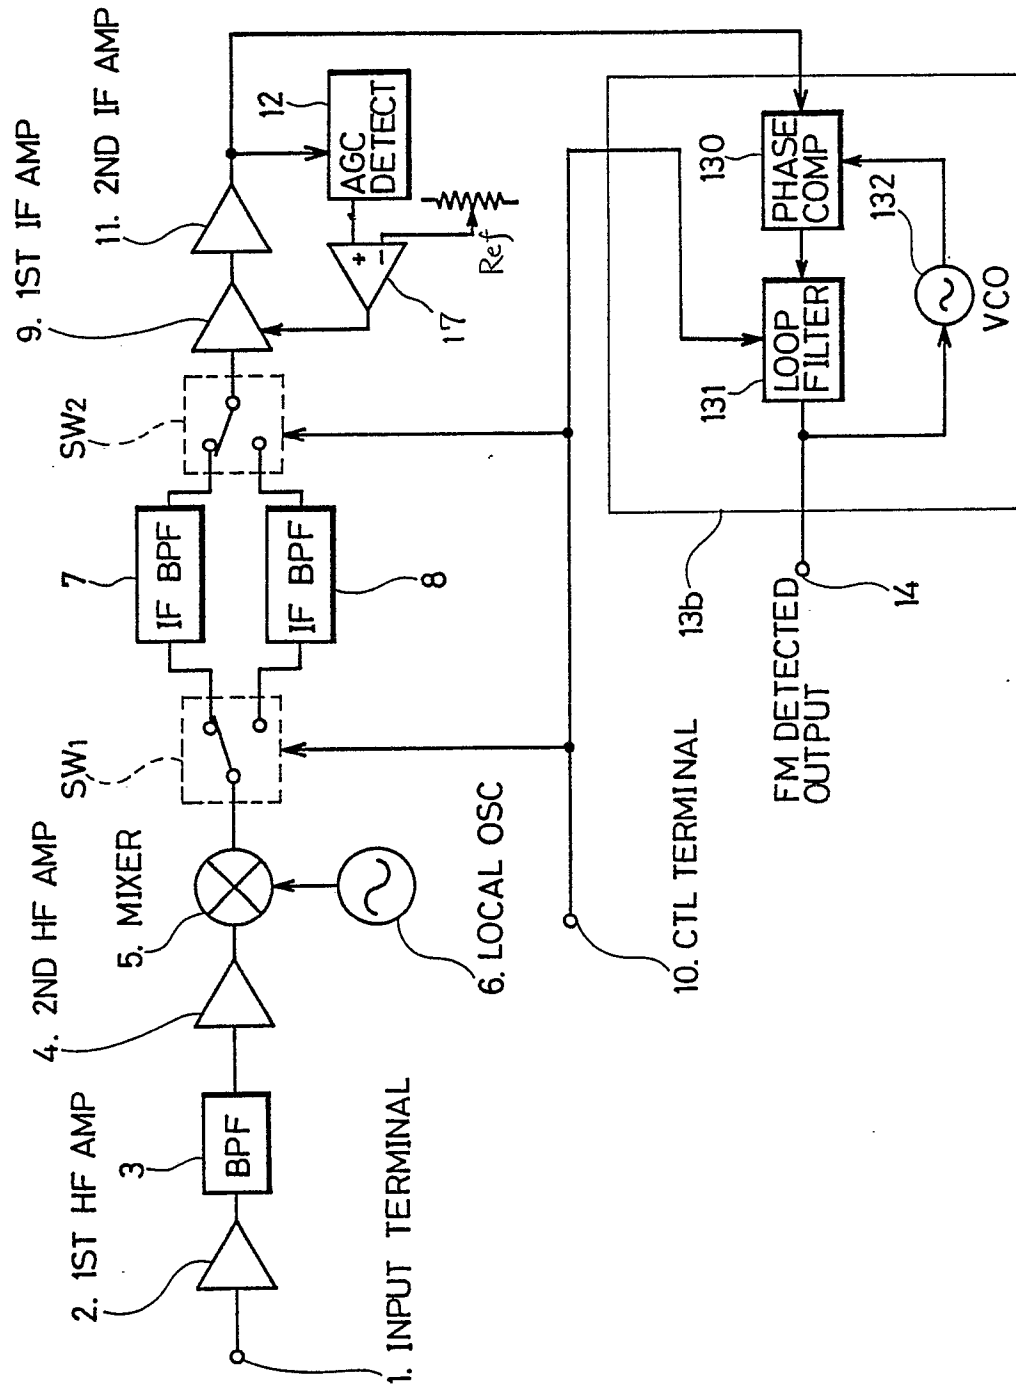 1. INPUT TERMINAL
2. 1ST HF AMP
3
BPF
4. 2ND HF AMP
5. MIXER
6. LOCAL OSC
SW1
7
IF BPF
IF BPF
8
SW2
9. 1ST IF AMP
11. 2ND IF AMP
12
AGC
DETECT
+
-
Ref
17
10. CTL TERMINAL
13b
FM DETECTED
OUTPUT
14
131
LOOP
FILTER
130
PHASE
COMP
132
VCO